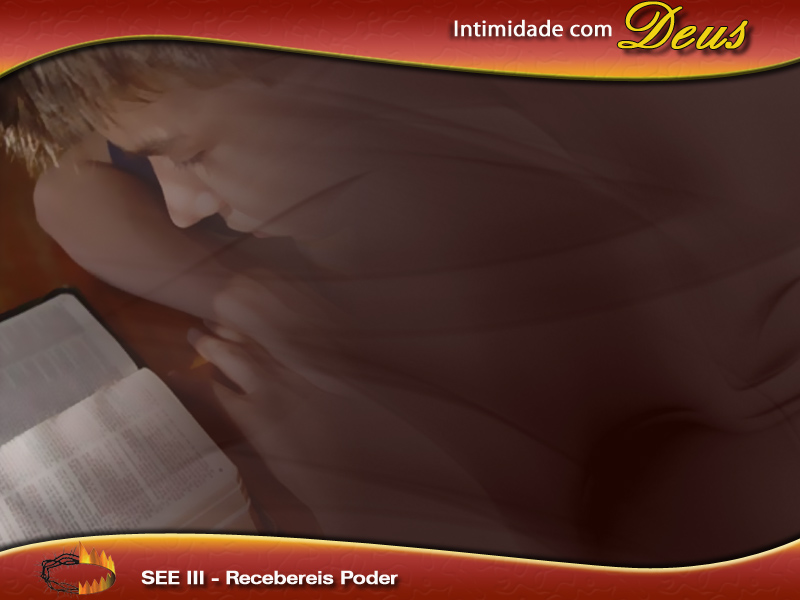 Intimidade com Deus
SEE III - Recebereis Poder